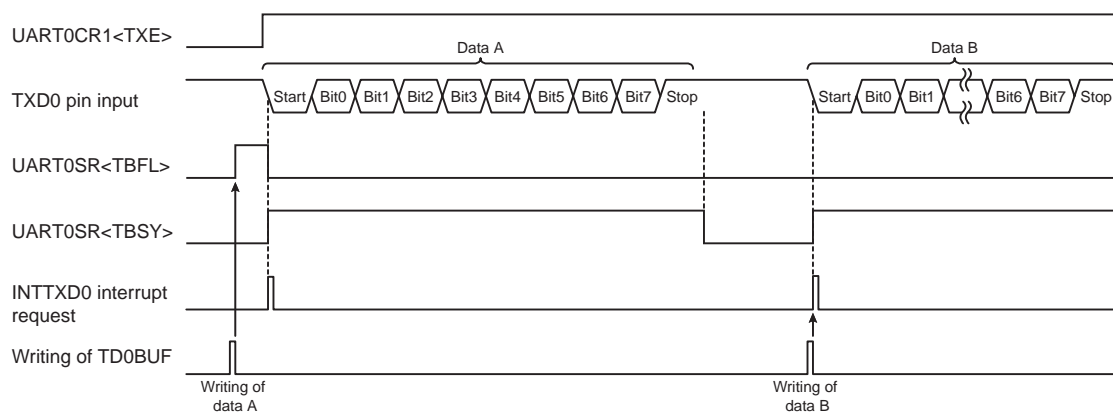 UART0CR1<TXE>
Data A
Data B
TXD0 pin input
Start Bit0 Bit1 Bit2 Bit3 Bit4 Bit5 Bit6 Bit7 Stop
Start Bit0 Bit1 Bit6 Bit7 Stop
UART0SR<TBFL>
UART0SR<TBSY>
INTTXD0 interrupt
request
Writing of TD0BUF
Writing of
data A
Writing of
data B